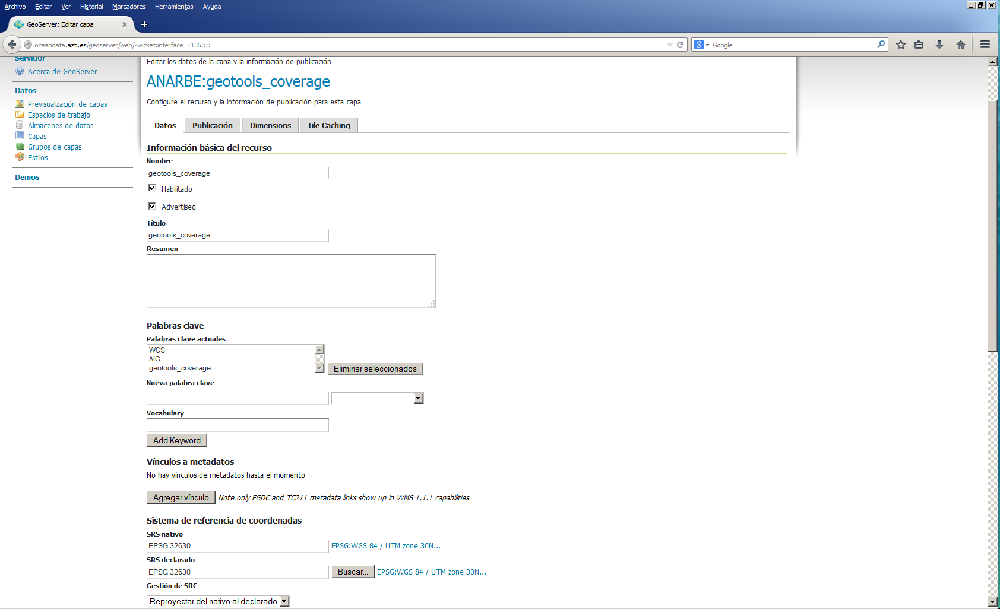 Archivo Editar Ver Historial Marcadores Herramientas Ayuda
GeoServer: Editar capa
oceandata.azti.es/geoserver/web/?wicket:interface=:136::::
Google
Servidor
Acerca de GeoServer
Datos
Previsualización de capas
Espacios de trabajo
Almacenes de datos
Capas
Grupos de capas
Estilos
Demos
Editar los datos de la capa y la información de publicación
ANARBE:geotools_coverage
Configure el recurso y la información de publicación para esta capa
Datos Publicación Dimensions Tile Caching
Información básica del recurso
Nombre
geotools_coverage
Habilitado
Advertised
Título
geotools_coverage
Resumen
Palabras clave
Palabras clave actuales
WCS
AIG
geotools_coverage
Eliminar seleccionados
Nueva palabra clave
Vocabulary
Add Keyword
Vínculos a metadatos
No hay vínculos de metadatos hasta el momento
Agregar vínculo Note only FGDC and TC211 metadata links show up in WMS 1.1.1 capabilities
Sistema de referencia de coordenadas
SRS nativo
EPSG:32630 EPSG:WGS 84 / UTM zone 30N...
SRS declarado
EPSG:32630 Buscar... EPSG:WGS 84 / UTM zone 30N...
Gestión de SRC
Reproyectar del nativo al declarado